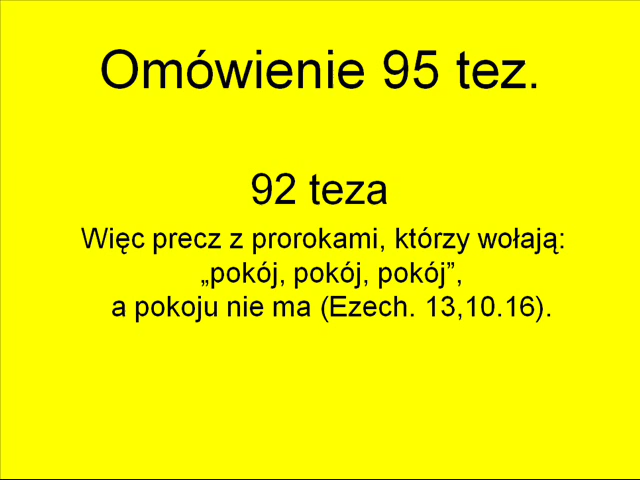 Omówienie 95 tez.
92 teza
Więc precz z prorokami, którzy wołają:
„pokój, pokój, pokój”,
a pokoju nie ma (Ezech. 13,10.16).